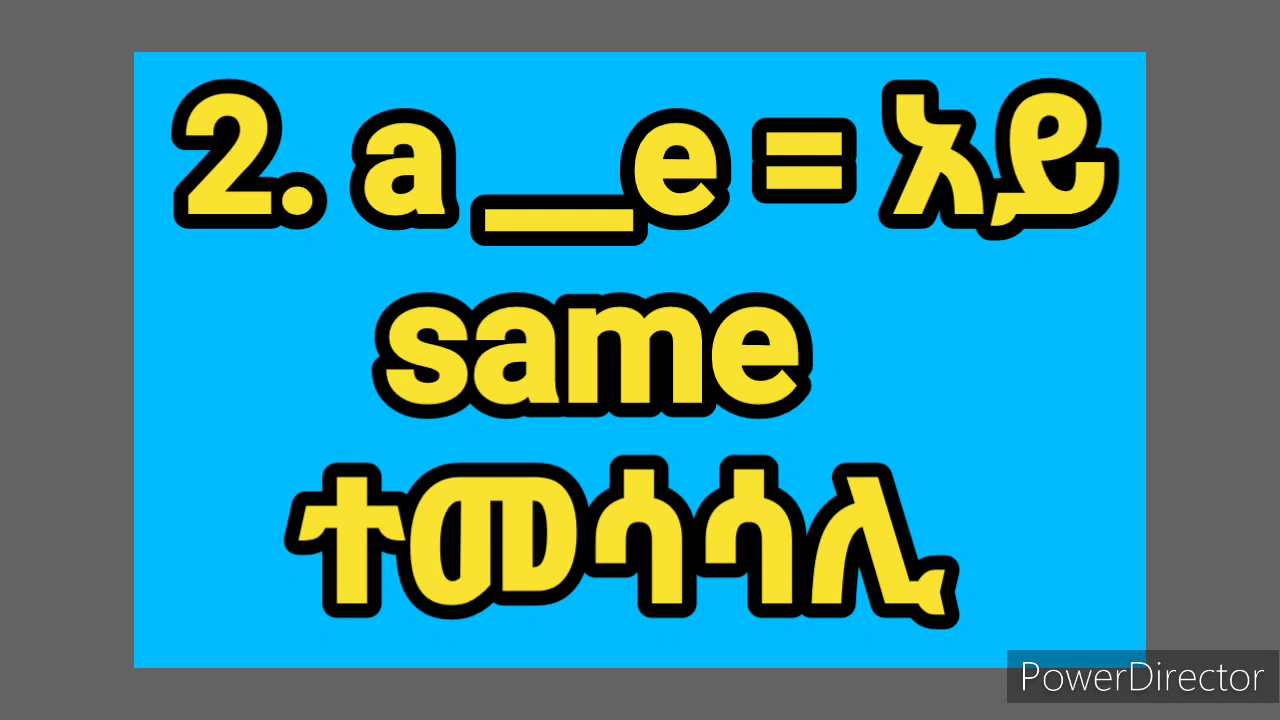 2. a __e = አይ
same
ተመሳሳሊ
PowerDirector